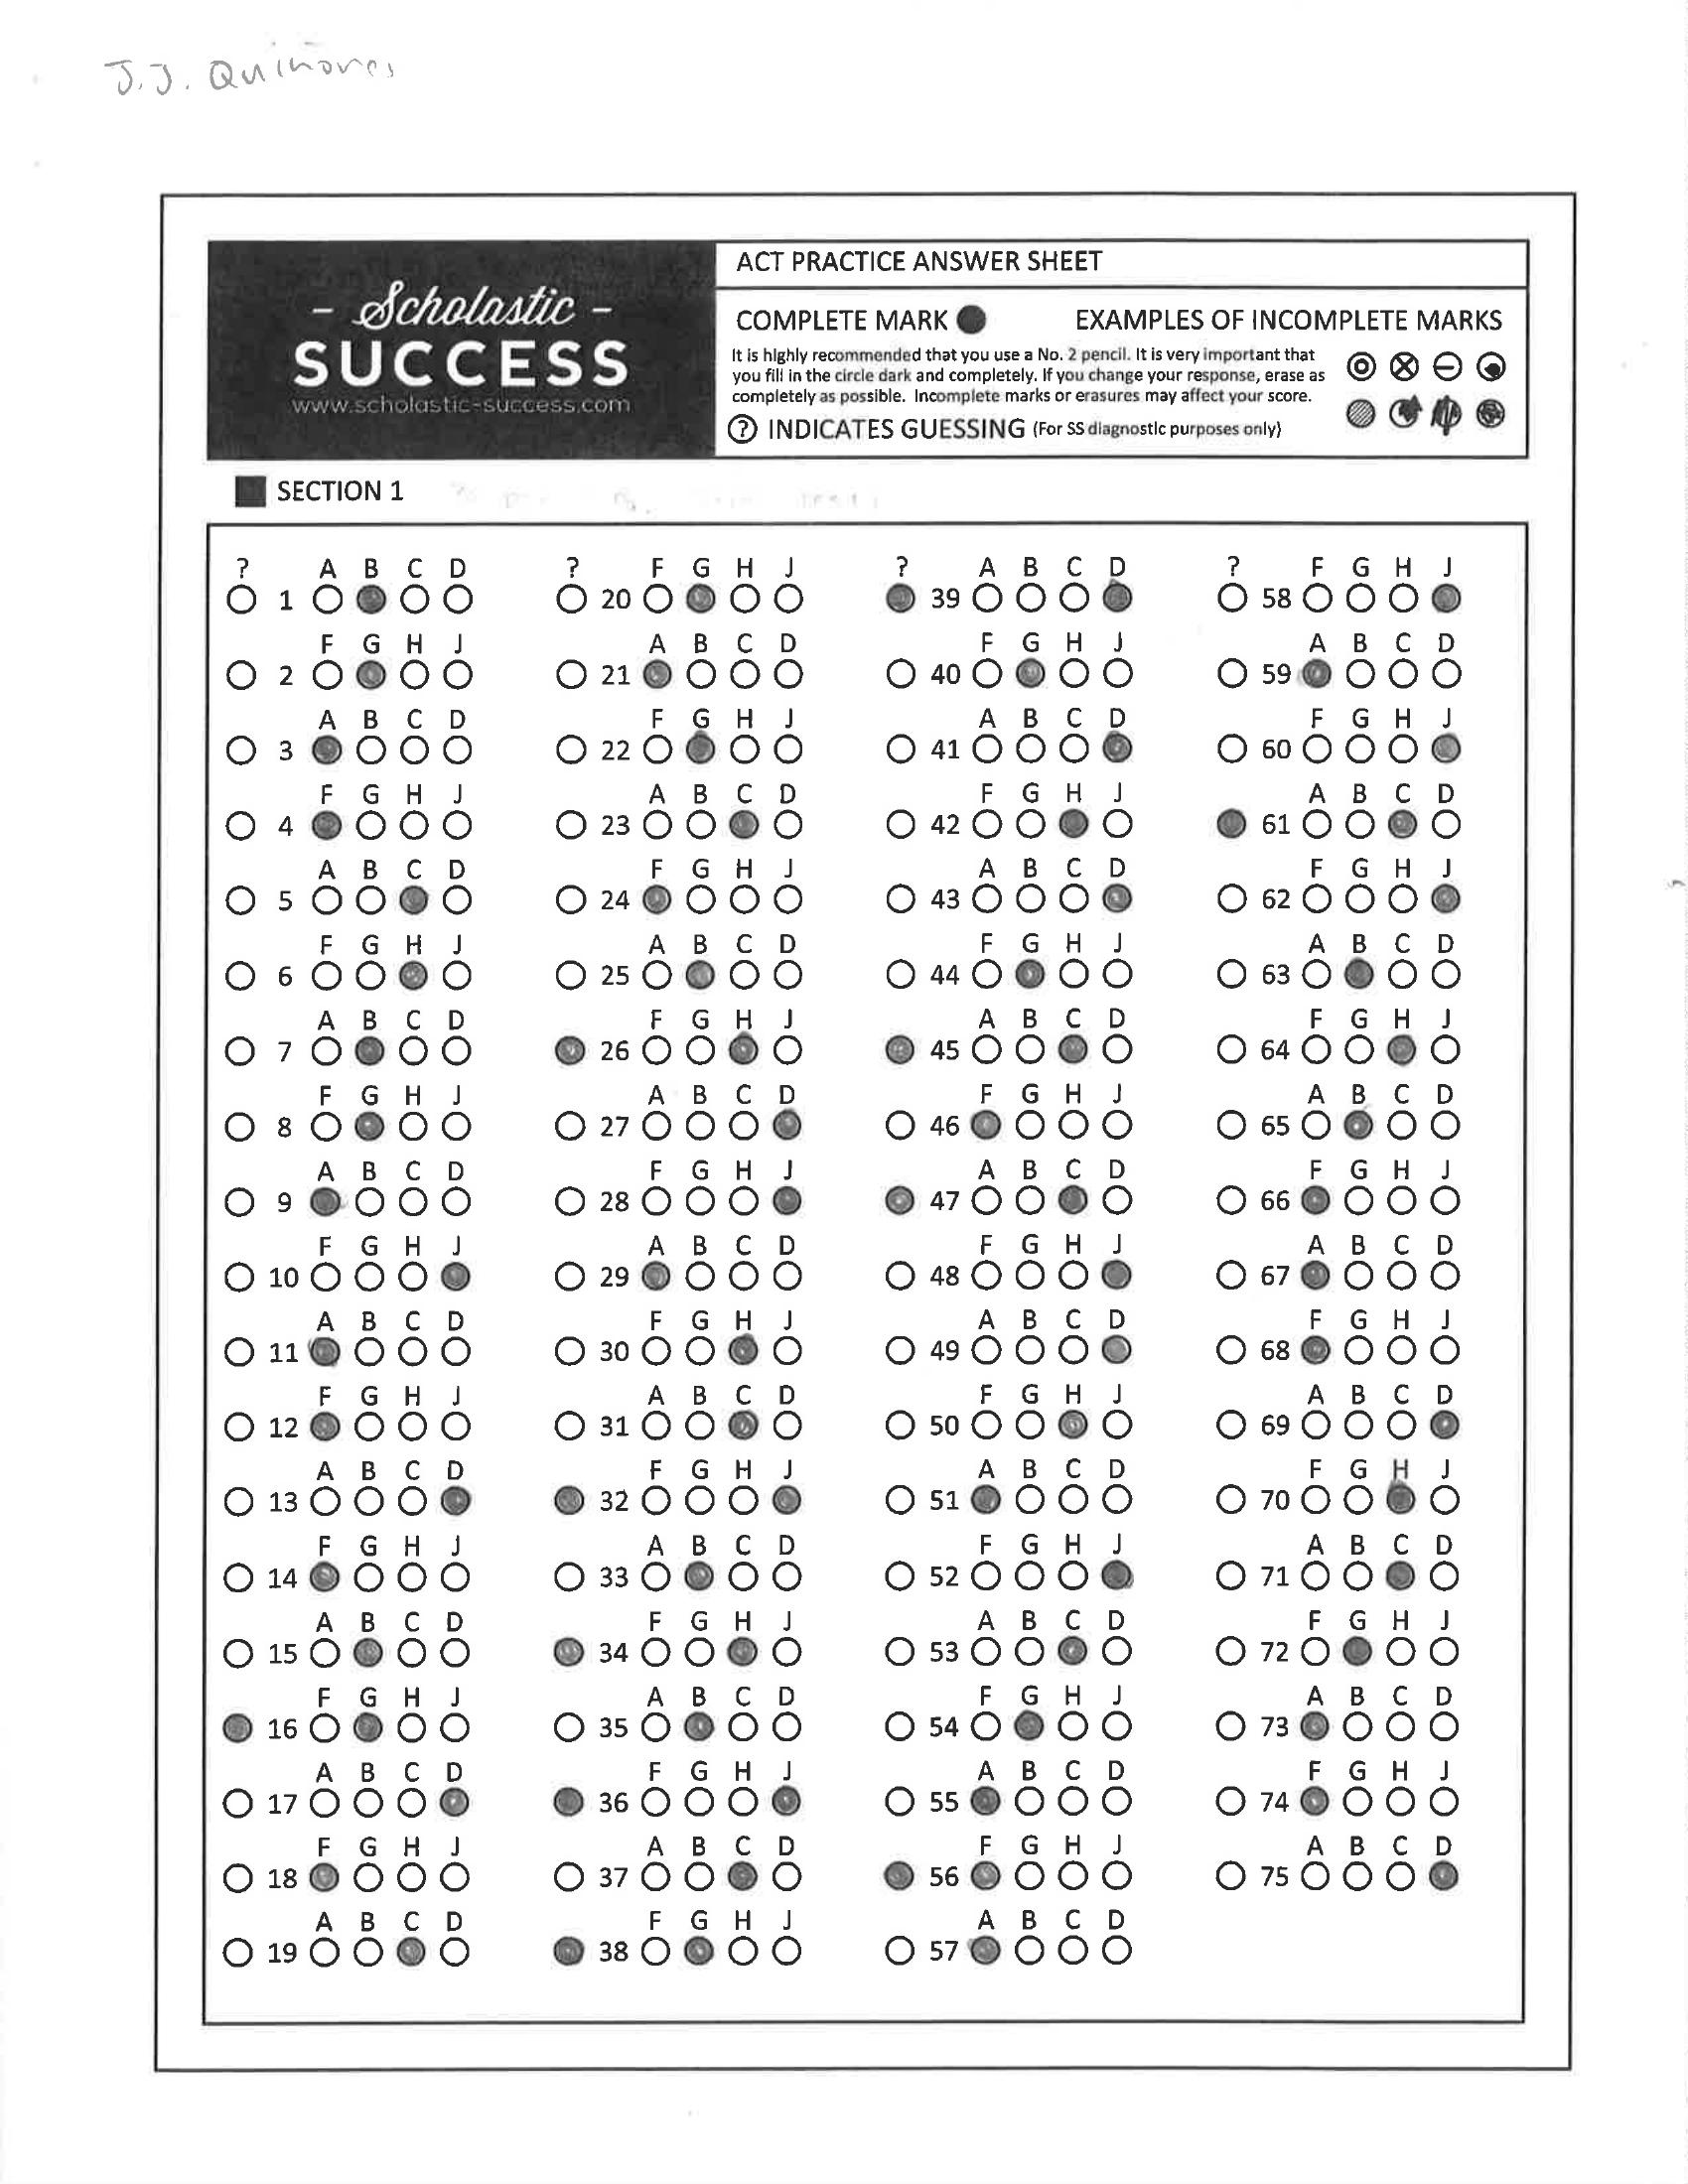 J.J. Quinones
- Scholastic -
SUCCESS
www.scholastic-success.com
ACT PRACTICE ANSWER SHEET
COMPLETE MARK EXAMPLES OF INCOMPLETE MARKS
It is highly recommended that you use a No. 2 pencil. It is very important that
you fill in the circle dark and completely. If you change your response, erase as
completely as possible. Incomplete marks or erasures may affect your score.
? INDICATES GUESSING (For SS diagnostic purposes only)
SECTION 1
? A B C D ? F G H J ? A B C D ? F G H J
1 20 39 58
F G H J A B C D F G H J A B C D
2 21 40 59
A B C D F G H J A B C D F G H J
3 22 41 60
F G H J A B C D F G H J A B C D
4 23 42 61
A B C D F G H J A B C D F G H J
5 24 43 62
F G H J A B C D F G H J A B C D
6 25 44 63
A B C D F G H J A B C D F G H J
7 26 45 64
F G H J A B C D F G H J A B C D
8 27 46 65
A B C D F G H J A B C D F G H J
9 28 47 66
F G H J A B C D F G H J A B C D
10 29 48 67
A B C D F G H J A B C D F G H J
11 30 49 68
F G H J A B C D F G H J A B C D
12 31 50 69
A B C D F G H J A B C D F G H J
13 32 51 70
F G H J A B C D F G H J A B C D
14 33 52 71
A B C D F G H J A B C D F G H J
15 34 53 72
F G H J A B C D F G H J A B C D
16 35 54 73
A B C D F G H J A B C D F G H J
17 36 55 74
F G H J A B C D F G H J A B C D
18 37 56 75
A B C D F G H J A B C D
19 38 57